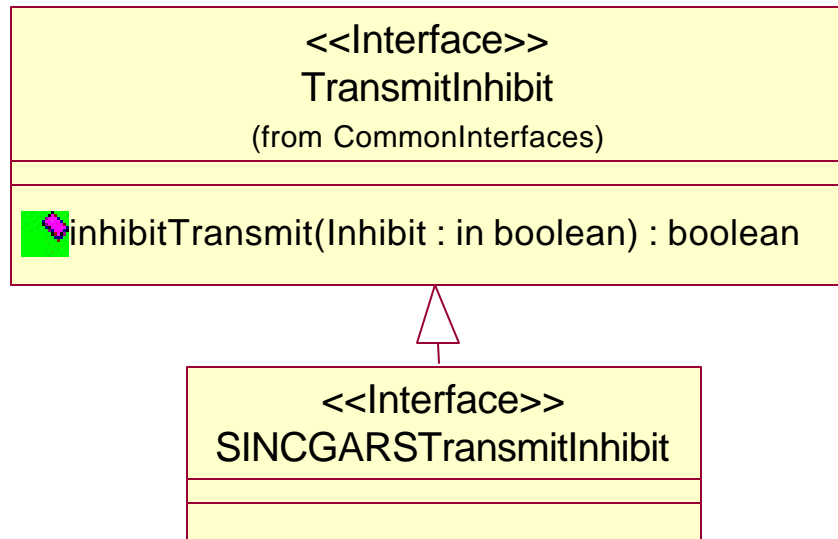 <<Interface>>
TransmitInhibit
(from CommonInterfaces)
inhibitTransmit(Inhibit : in boolean) : boolean
<<Interface>>
SINCGARSTransmitInhibit